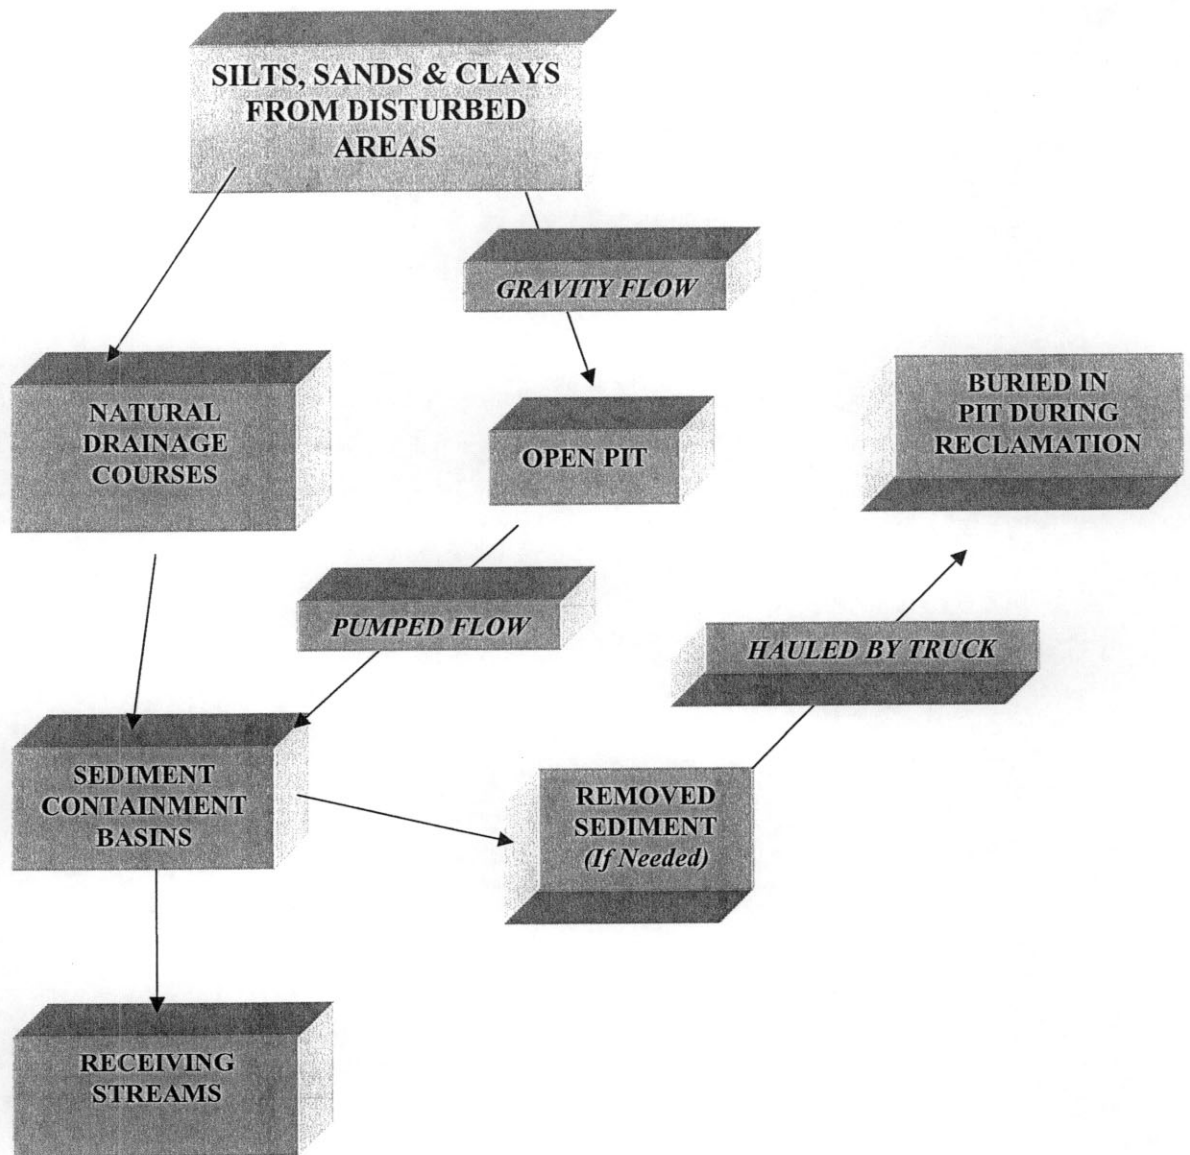 SILTS, SANDS & CLAYS
FROM DISTURBED
AREAS
GRAVITY FLOW
NATURAL
DRAINAGE
COURSES
OPEN PIT
BURIED IN
PIT DURING
RECLAMATION
PUMPED FLOW
HAULED BY TRUCK
SEDIMENT
CONTAINMENT
BASINS
REMOVED
SEDIMENT
(If Needed)
RECEIVING
STREAMS